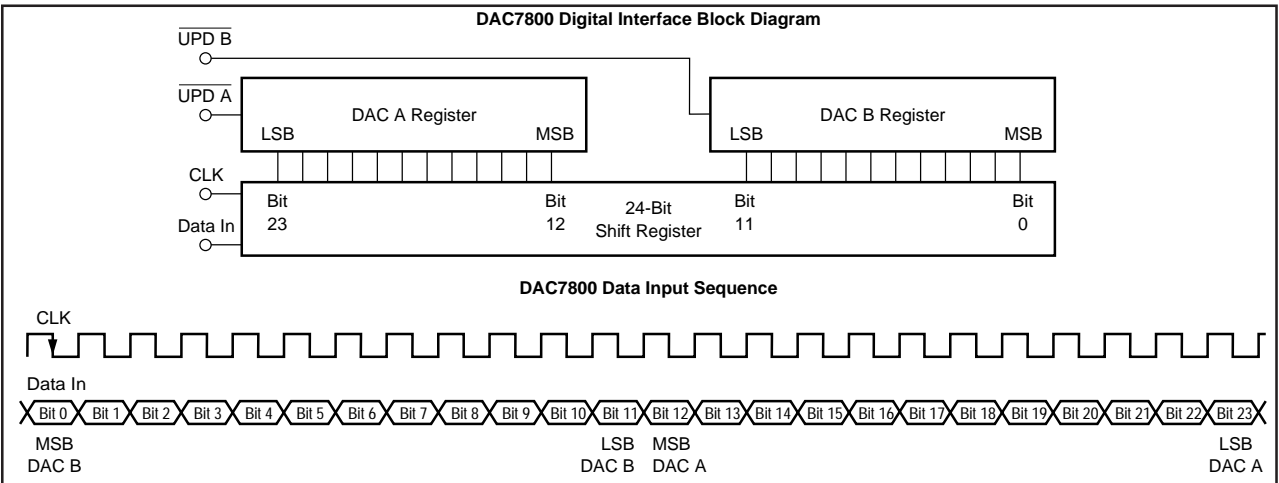 DAC7800 Digital Interface Block Diagram
UPD B
UPD A
DAC A Register
DAC B Register
LSB MSB
LSB MSB
CLK
Data In
Bit 23
Bit 12
24-Bit
Shift Register
Bit 11
Bit 0
DAC7800 Data Input Sequence
CLK
Data In
Bit 0 Bit 1 Bit 2 Bit 3 Bit 4 Bit 5 Bit 6 Bit 7 Bit 8 Bit 9 Bit 10 Bit 11 Bit 12 Bit 13 Bit 14 Bit 15 Bit 16 Bit 17 Bit 18 Bit 19 Bit 20 Bit 21 Bit 22 Bit 23
MSB LSB MSB LSB
DAC B DAC B DAC A DAC A